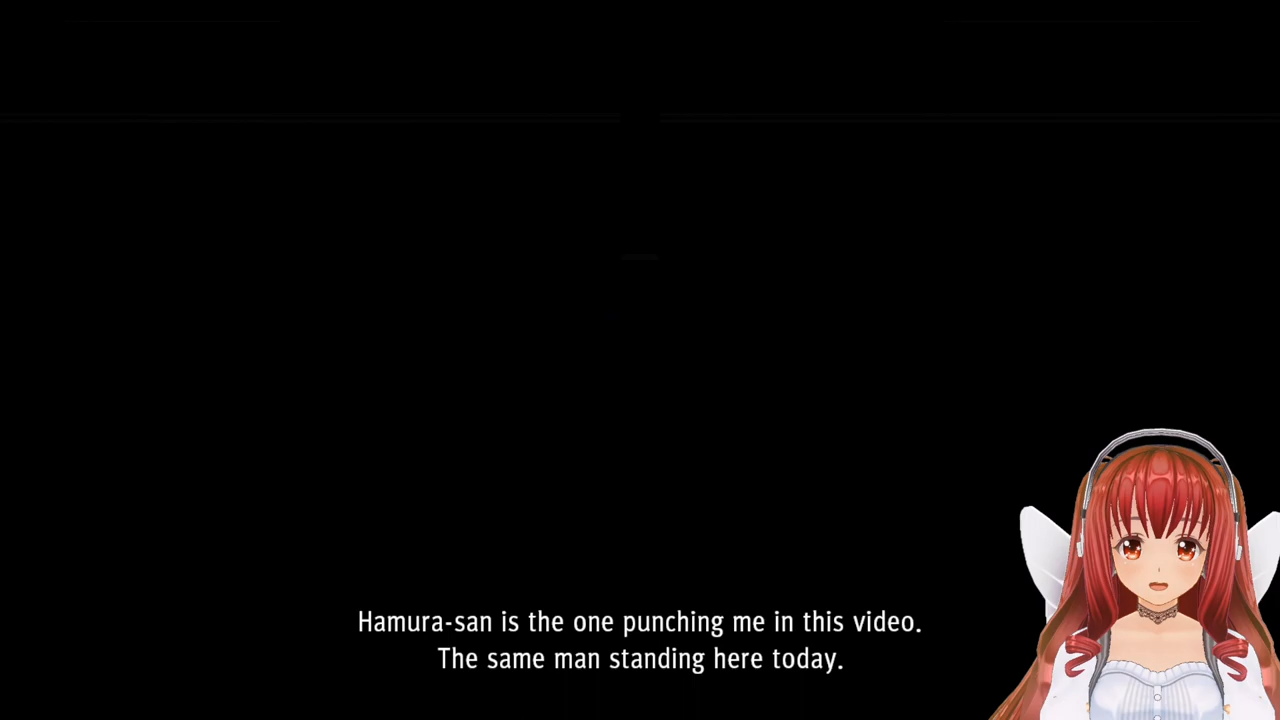 Hamura-san is the one punching me in this video.
The same man standing here today.